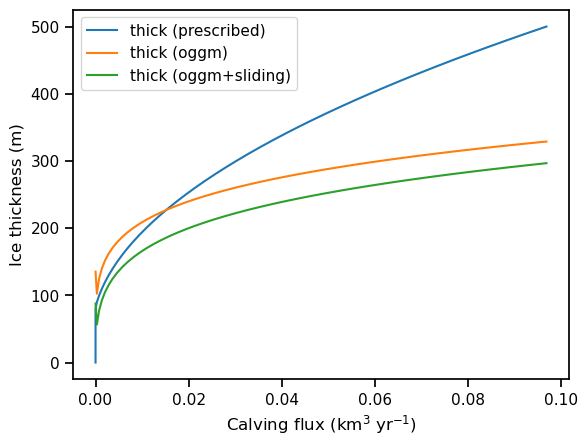 thick (prescribed)
thick (oggm)
thick (oggm+sliding)
Ice thickness (m)
500
400
300
200
100
0
0.00 0.02 0.04 0.06 0.08 0.10
Calving flux (km³ yr⁻¹)